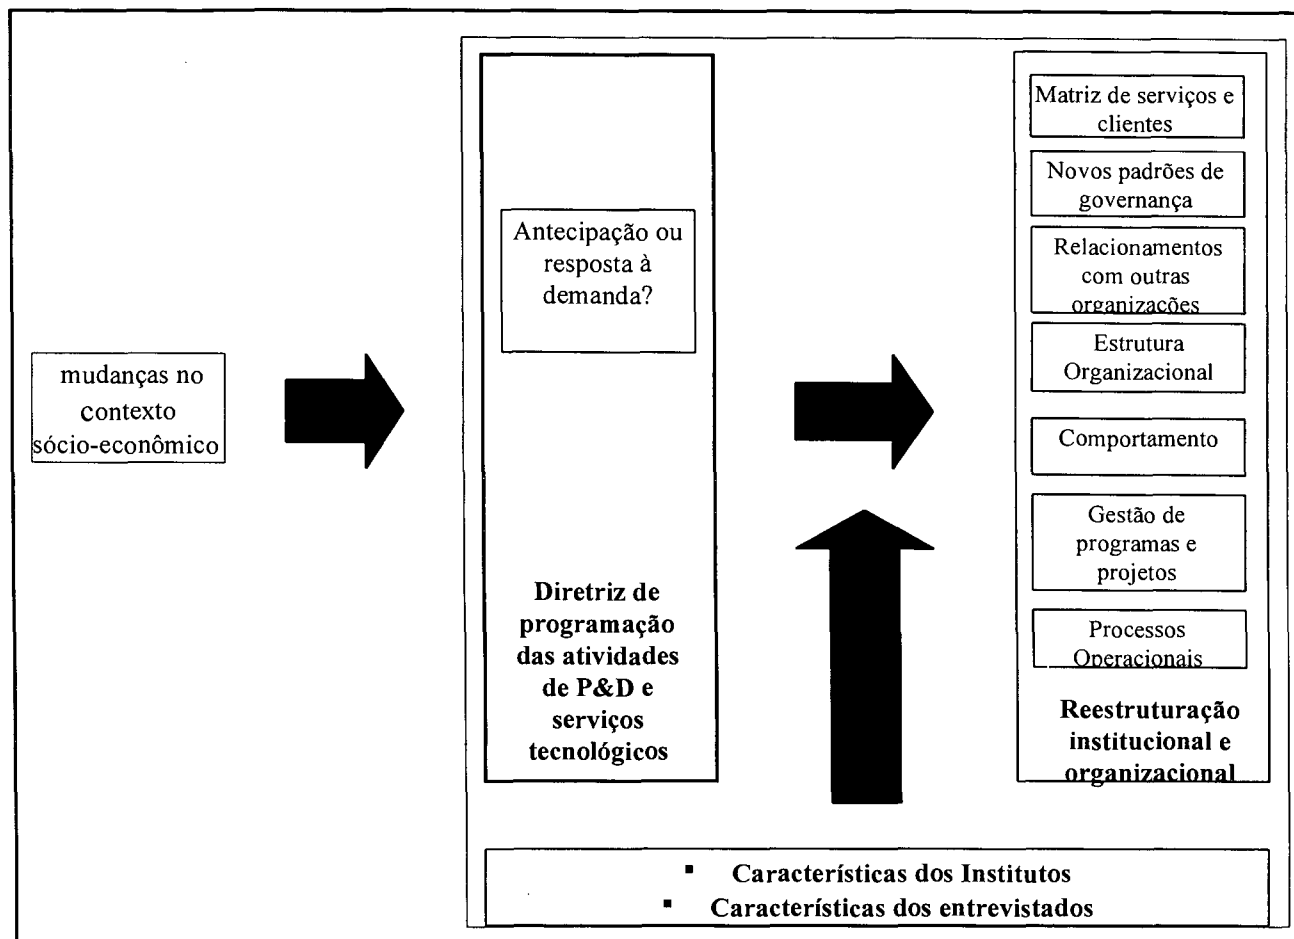 mudanças no
contexto
sócio-econômico
Antecipação ou
resposta à
demanda?
Diretriz de
programação
das atividades
de P&D e
serviços
tecnológicos
Matriz de serviços e
clientes
Novos padrões de
governança
Relacionamentos
com outras
organizações
Estrutura
Organizacional
Comportamento
Gestão de
programas e
projetos
Processos
Operacionais
Reestruturação
institucional e
organizacional
▪ Características dos Institutos
▪ Características dos entrevistados